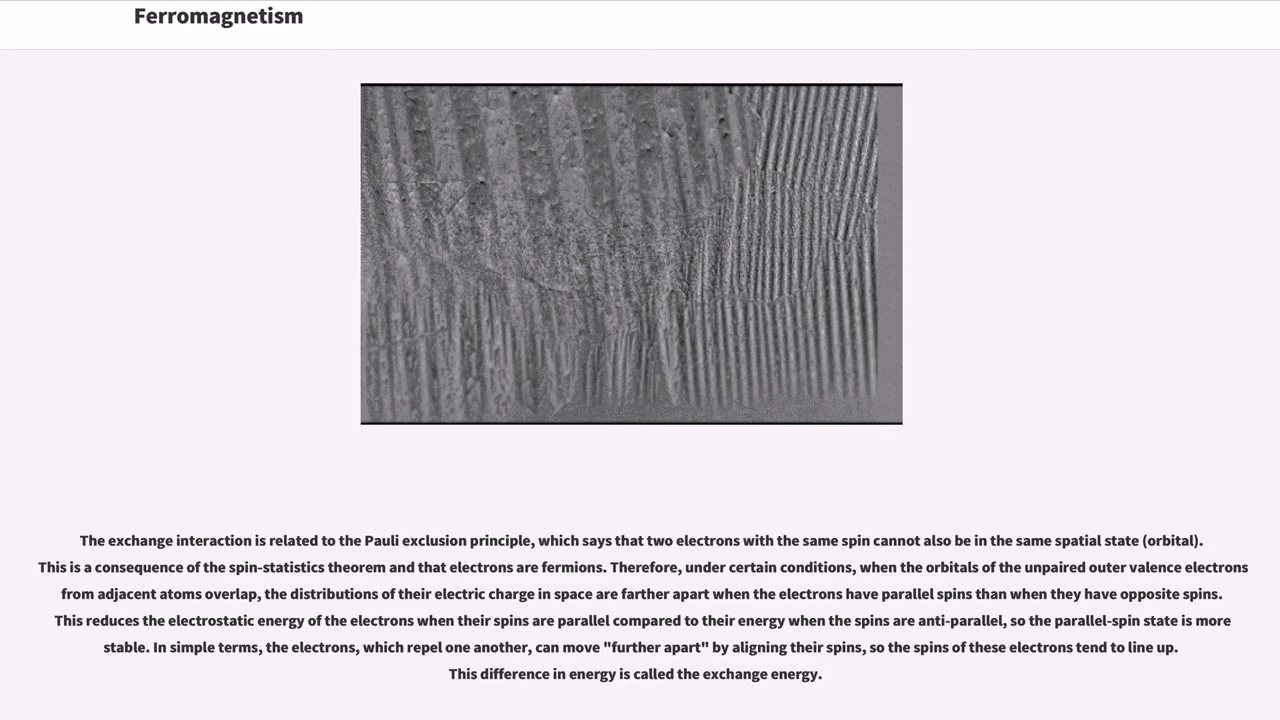 Ferromagnetism
The exchange interaction is related to the Pauli exclusion principle, which says that two electrons with the same spin cannot also be in the same spatial state (orbital).
This is a consequence of the spin-statistics theorem and that electrons are fermions. Therefore, under certain conditions, when the orbitals of the unpaired outer valence electrons
from adjacent atoms overlap, the distributions of their electric charge in space are farther apart when the electrons have parallel spins than when they have opposite spins.
This reduces the electrostatic energy of the electrons when their spins are parallel compared to their energy when the spins are anti-parallel, so the parallel-spin state is more
stable. In simple terms, the electrons, which repel one another, can move "further apart" by aligning their spins, so the spins of these electrons tend to line up.
This difference in energy is called the exchange energy.